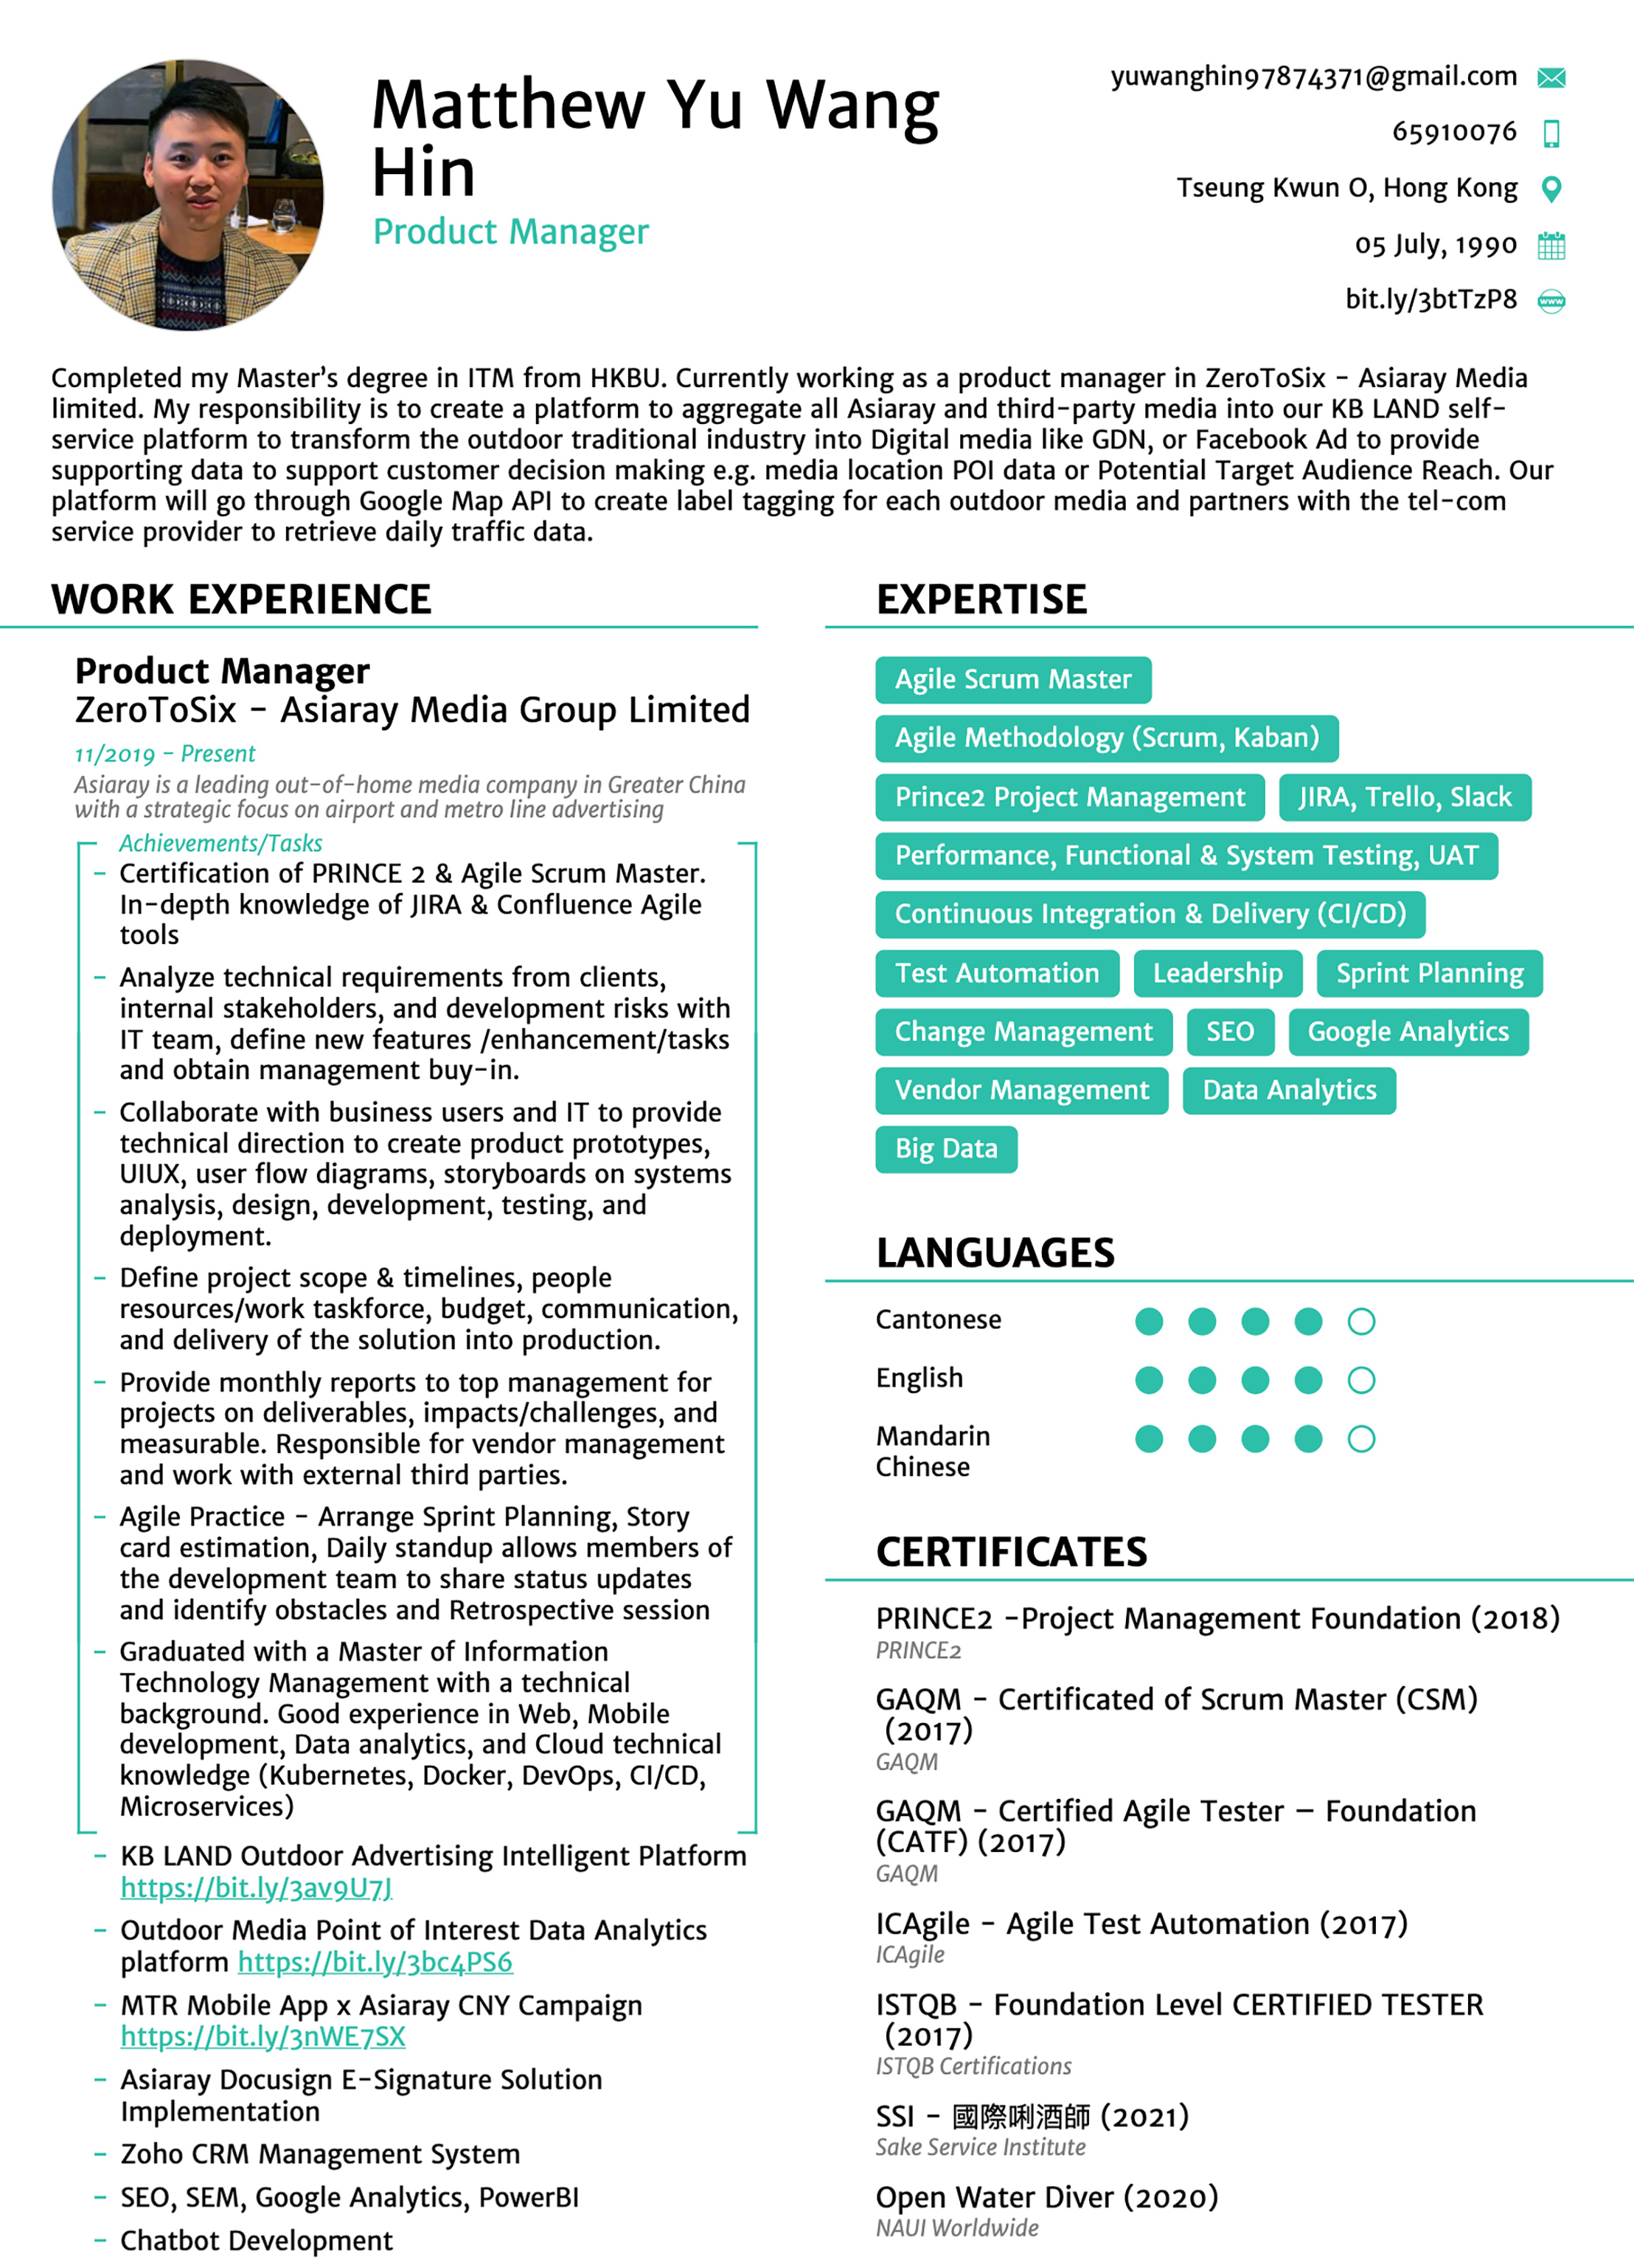 Matthew Yu Wang
Hin
Product Manager
yuwanghin97874371@gmail.com
65910076
Tseung Kwun O, Hong Kong
05 July, 1990
bit.ly/3btTzP8
www
Completed my Master's degree in ITM from HKBU. Currently working as a product manager in ZeroToSix - Asiaray Media
limited. My responsibility is to create a platform to aggregate all Asiaray and third-party media into our KB LAND self-
service platform to transform the outdoor traditional industry into Digital media like GDN, or Facebook Ad to provide
supporting data to support customer decision making e.g. media location POI data or Potential Target Audience Reach. Our
platform will go through Google Map API to create label tagging for each outdoor media and partners with the tel-com
service provider to retrieve daily traffic data.
WORK EXPERIENCE
Product Manager
ZeroToSix - Asiaray Media Group Limited
11/2019 - Present
Asiaray is a leading out-of-home media company in Greater China
with a strategic focus on airport and metro line advertising
Achievements/Tasks
- Certification of PRINCE 2 & Agile Scrum Master.
In-depth knowledge of JIRA & Confluence Agile
tools
- Analyze technical requirements from clients,
internal stakeholders, and development risks with
IT team, define new features /enhancement/tasks
and obtain management buy-in.
- Collaborate with business users and IT to provide
technical direction to create product prototypes,
UIUX, user flow diagrams, storyboards on systems
analysis, design, development, testing, and
deployment.
- Define project scope & timelines, people
resources/work taskforce, budget, communication,
and delivery of the solution into production.
- Provide monthly reports to top management for
projects on deliverables, impacts/challenges, and
measurable. Responsible for vendor management
and work with external third parties.
- Agile Practice - Arrange Sprint Planning, Story
card estimation, Daily standup allows members of
the development team to share status updates
and identify obstacles and Retrospective session
- Graduated with a Master of Information
Technology Management with a technical
background. Good experience in Web, Mobile
development, Data analytics, and Cloud technical
knowledge (Kubernetes, Docker, DevOps, CI/CD,
Microservices)
- KB LAND Outdoor Advertising Intelligent Platform
https://bit.ly/3av9U7J
- Outdoor Media Point of Interest Data Analytics
platform https://bit.ly/3bc4PS6
- MTR Mobile App x Asiaray CNY Campaign
https://bit.ly/3nWE7SX
- Asiaray Docusign E-Signature Solution
Implementation
- Zoho CRM Management System
- SEO, SEM, Google Analytics, PowerBI
- Chatbot Development
EXPERTISE
Agile Scrum Master
Agile Methodology (Scrum, Kaban)
Prince2 Project Management JIRA, Trello, Slack
Performance, Functional & System Testing, UAT
Continuous Integration & Delivery (CI/CD)
Test Automation Leadership Sprint Planning
Change Management SEO Google Analytics
Vendor Management Data Analytics
Big Data
LANGUAGES
Cantonese
English
Mandarin
Chinese
CERTIFICATES
PRINCE2 -Project Management Foundation (2018)
PRINCE2
GAQM - Certificated of Scrum Master (CSM)
(2017)
GAQM
GAQM - Certified Agile Tester – Foundation
(CATF) (2017)
GAQM
ICAgile - Agile Test Automation (2017)
ICAgile
ISTQB - Foundation Level CERTIFIED TESTER
(2017)
ISTQB Certifications
SSI - 國際唎酒師 (2021)
Sake Service Institute
Open Water Diver (2020)
NAUI Worldwide